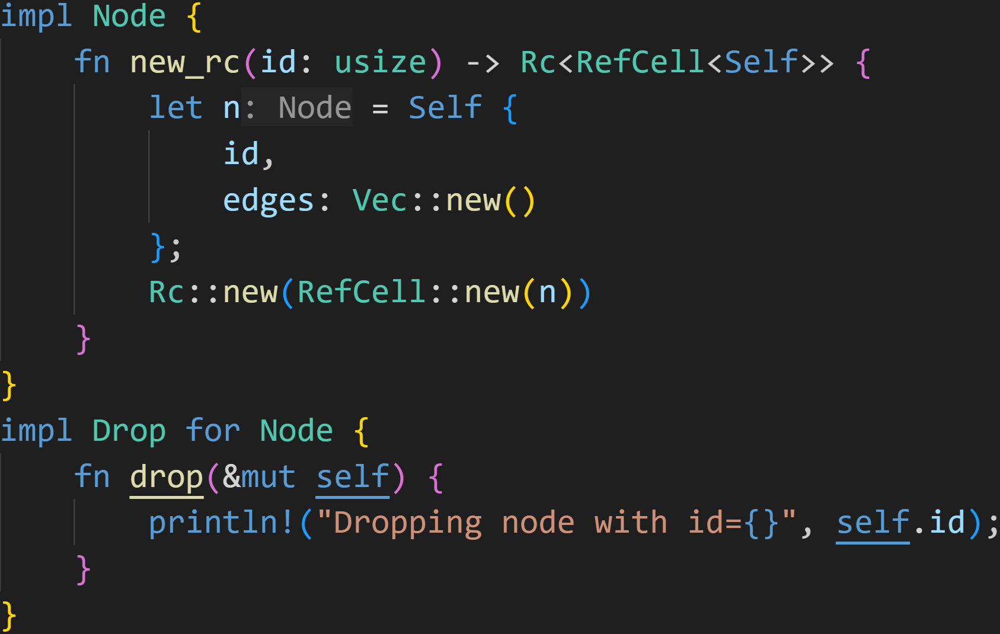 impl Node {
    fn new_rc(id: usize) -> Rc<RefCell<Self>> {
        let n: Node = Self {
            id,
            edges: Vec::new()
        };
        Rc::new(RefCell::new(n))
    }
}
impl Drop for Node {
    fn drop(&mut self) {
        println!("Dropping node with id={}", self.id);
    }
}